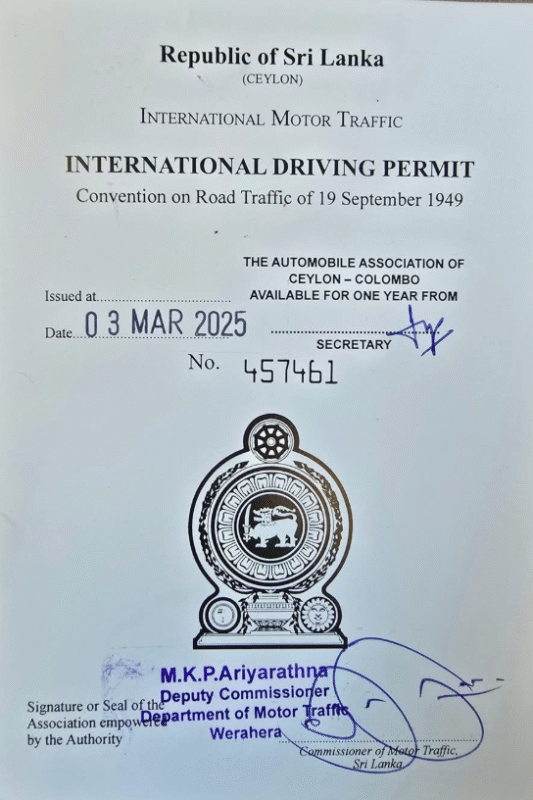 Republic of Sri Lanka
(CEYLON)
INTERNATIONAL MOTOR TRAFFIC
INTERNATIONAL DRIVING PERMIT
Convention on Road Traffic of 19 September 1949
THE AUTOMOBILE ASSOCIATION OF
CEYLON – COLOMBO
Issued at.................................. AVAILABLE FOR ONE YEAR FROM
Date 03 MAR 2025 ..................................
SECRETARY
No. 457461
M.K.P.Ariyarathna
Deputy Commissioner
Department of Motor Traffic
Werahera
Signature or Seal of the
Association empowered
by the Authority
Commissioner of Motor Traffic,
Sri Lanka